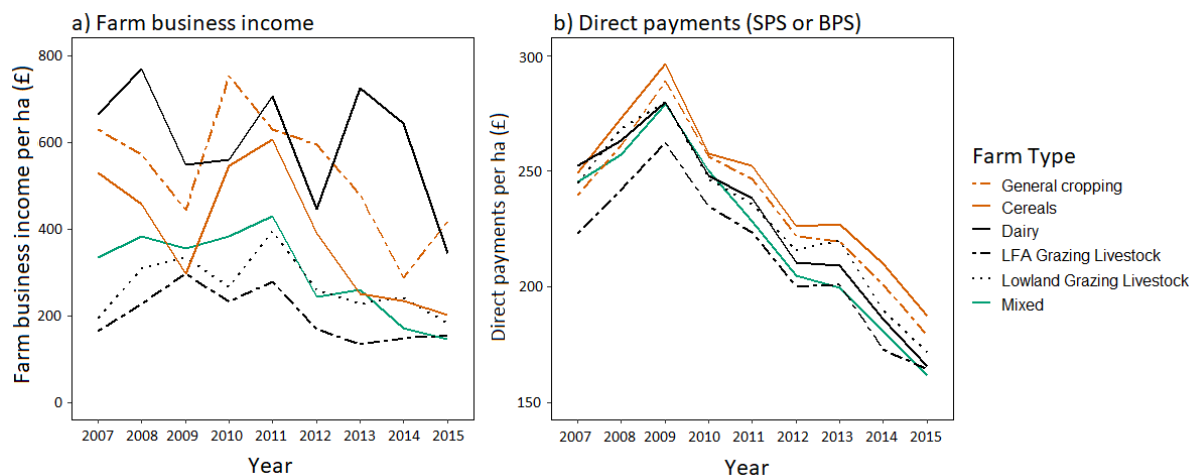 a) Farm business income
b) Direct payments (SPS or BPS)
Farm business income per ha (£)
800
600
400
200
0
2007 2008 2009 2010 2011 2012 2013 2014 2015
Year
Direct payments per ha (£)
300
250
200
150
2007 2008 2009 2010 2011 2012 2013 2014 2015
Year
Farm Type
General cropping
Cereals
Dairy
LFA Grazing Livestock
Lowland Grazing Livestock
Mixed